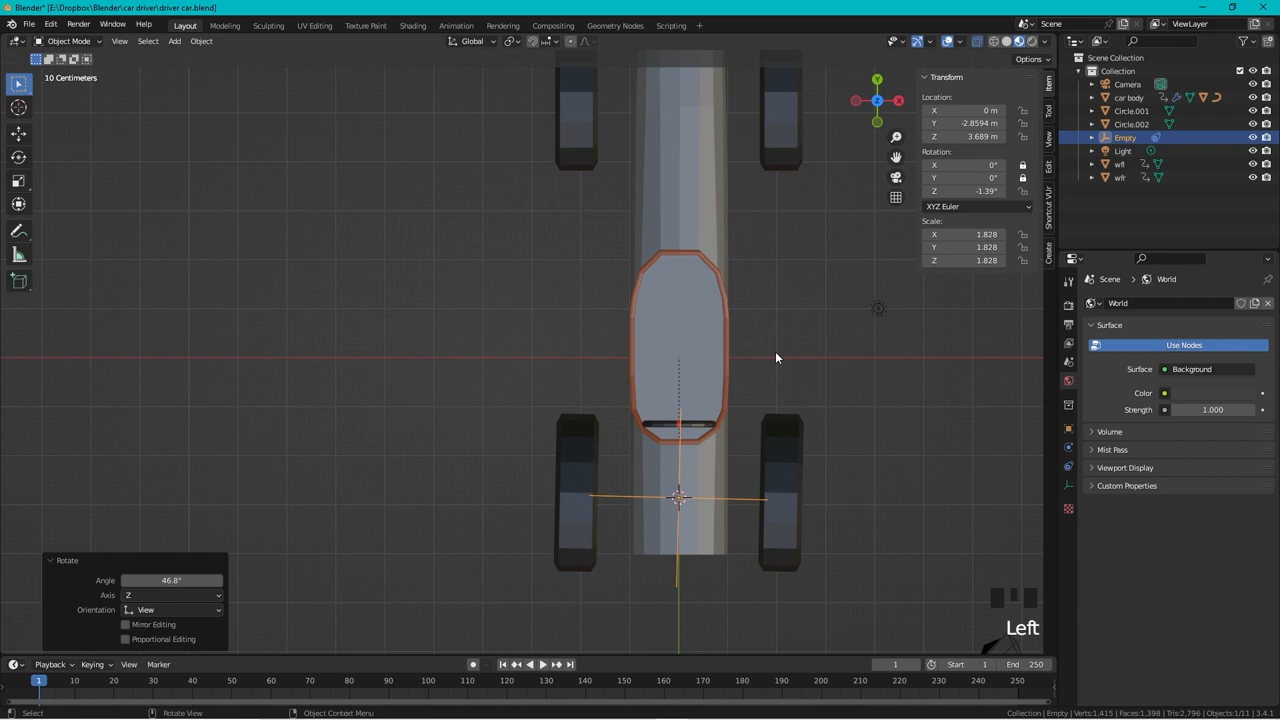 Blender* [E:\Dropbox\car driver\driver car.blend]
File Edit Render Window Help Layout Modeling Sculpting UV Editing Texture Paint Shading Animation Rendering Compositing Geometry Nodes Scripting + Scene ViewLayer
Object Mode View Select Add Object Global
Options
10 Centimeters
Transform
Location:
X 0 m
Y -2.8594 m
Z 3.689 m
Rotation:
X 0°
Y 0°
Z -1.39°
XYZ Euler
Scale:
X 1.828
Y 1.828
Z 1.828
Y
Z
X
Item
Tool
View
Edit
Shortcut VUr
Create
Scene Collection
Collection
Camera
car body
Circle.001
Circle.002
Empty
Light
wfl
wfr
Scene World
World
Surface
Use Nodes
Surface Background
Color
Strength 1.000
Volume
Mist Pass
Viewport Display
Custom Properties
Rotate
Angle 46.8°
Axis Z
Orientation View
Mirror Editing
Proportional Editing
Left
Playback Keying View Marker 1 Start 1 End 250
1 10 20 30 40 50 60 70 80 90 100 110 120 130 140 150 160 170 180 190 200 210 220 230 240 250
Select Rotate View Object Context Menu Collection | Empty | Verts:1,415 | Faces:1,398 | Tris:2,796 | Objects:1/11 | 3.4.1